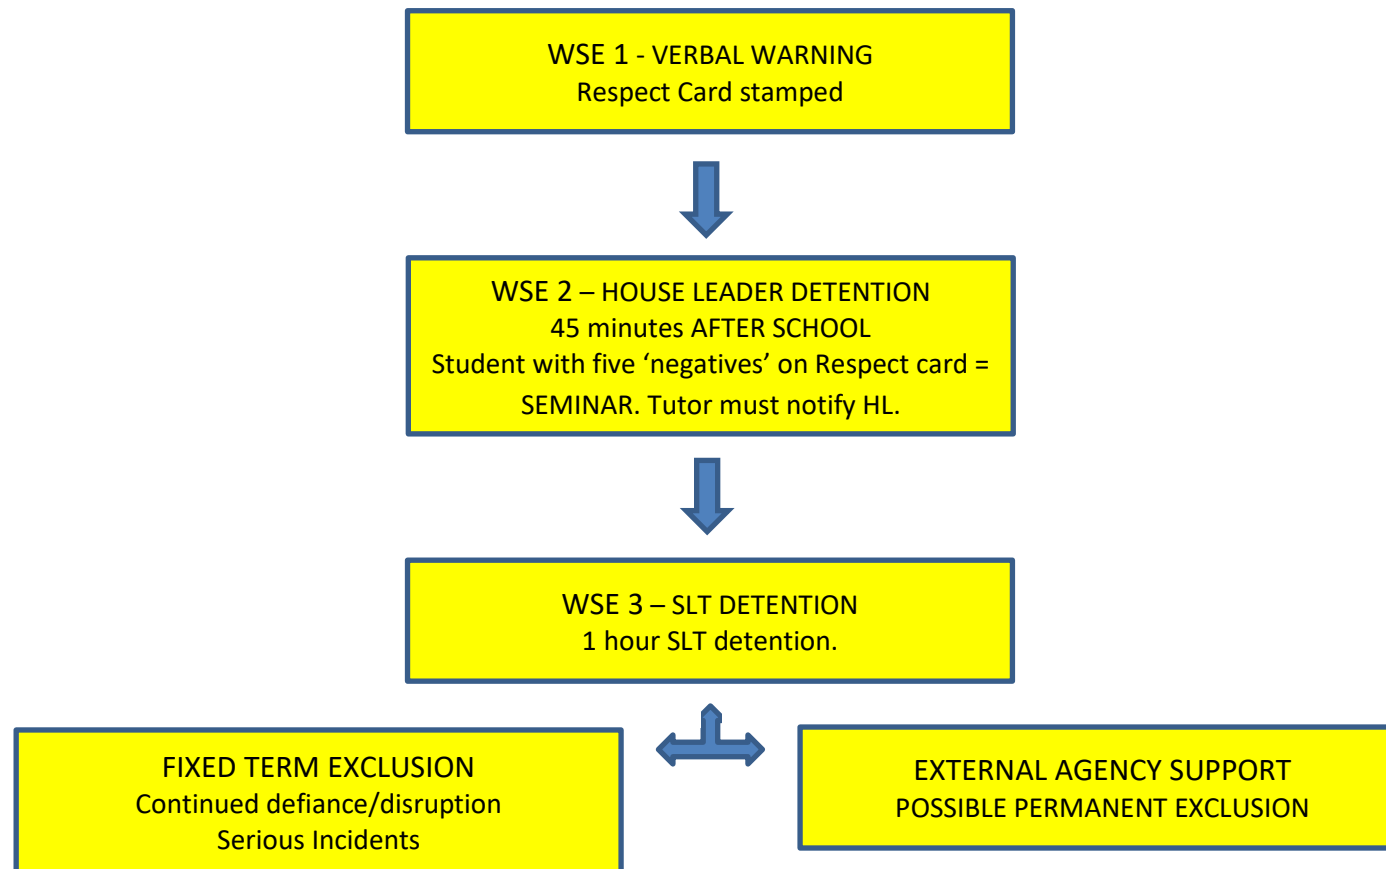 WSE 1 - VERBAL WARNING
Respect Card stamped
WSE 2 – HOUSE LEADER DETENTION
45 minutes AFTER SCHOOL
Student with five ‘negatives’ on Respect card =
SEMINAR. Tutor must notify HL.
WSE 3 – SLT DETENTION
1 hour SLT detention.
FIXED TERM EXCLUSION
Continued defiance/disruption
Serious Incidents
EXTERNAL AGENCY SUPPORT
POSSIBLE PERMANENT EXCLUSION